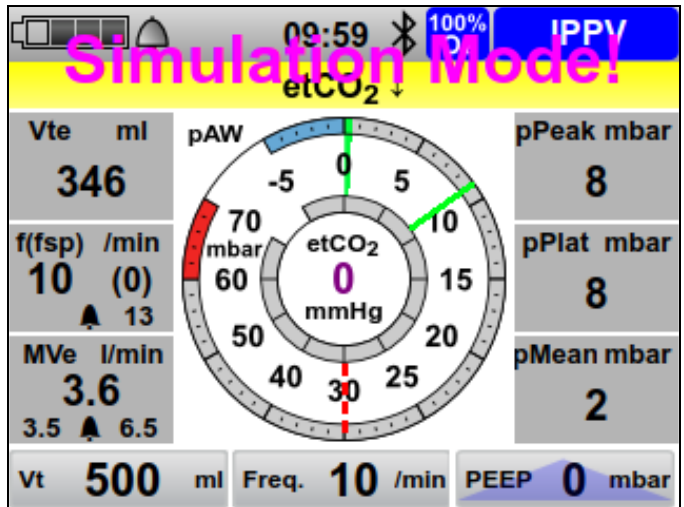 09:59 100% O₂ IPPV
Simulation Mode!
etCO₂ ↓
Vte ml
346
f(fsp) /min
10 (0)
13
MVe l/min
3.6
3.5 6.5
pAW
0
5
10
15
20
25
30
40
50
60
70
mbar
-5
etCO₂
0
mmHg
pPeak mbar
8
pPlat mbar
8
pMean mbar
2
Vt 500 ml
Freq. 10 /min
PEEP 0 mbar